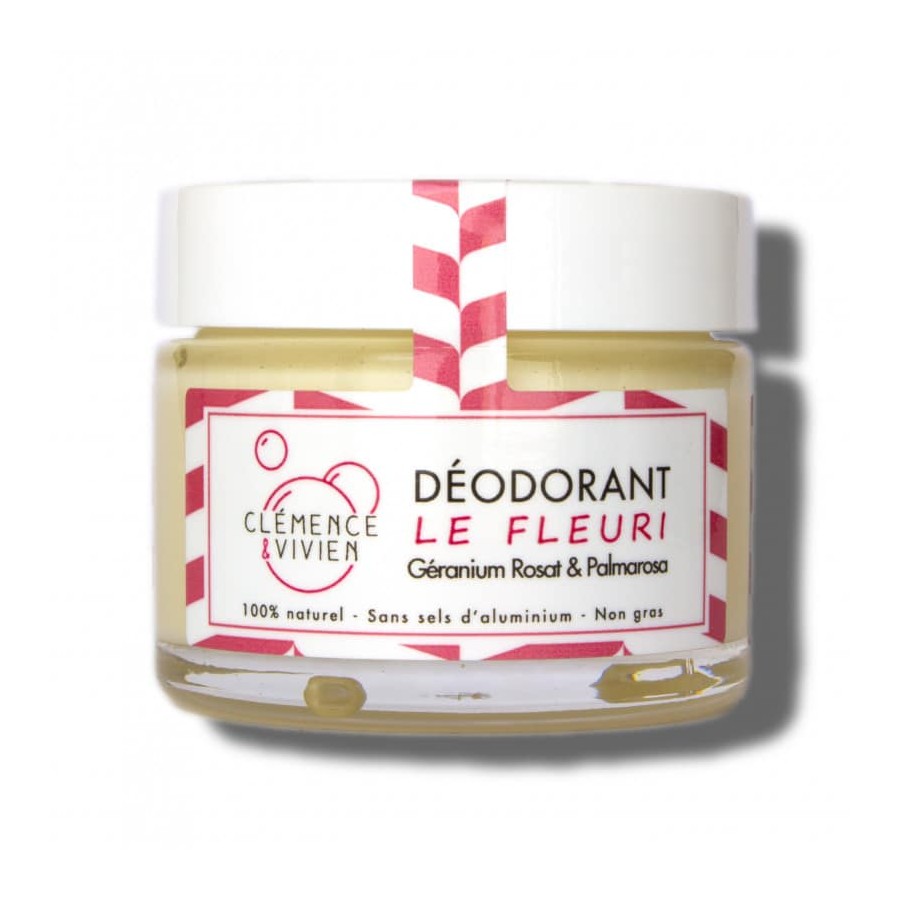 CLÉMENCE
& VIVIEN
DÉODORANT
LE FLEURI
Géranium Rosat & Palmarosa
100% naturel - Sans sels d'aluminium - Non gras